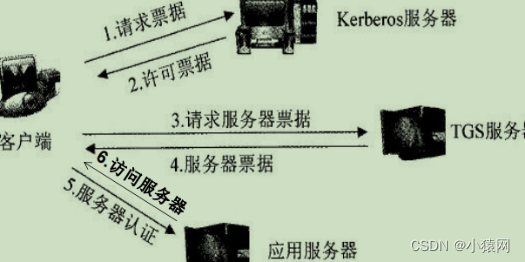 1.请求票据
Kerberos服务器
2.许可票据
3.请求服务器票据
客户端
TGS服务器
4.服务器票据
6.访问服务器
5.服务器认证
应用服务器
CSDN @小猿网